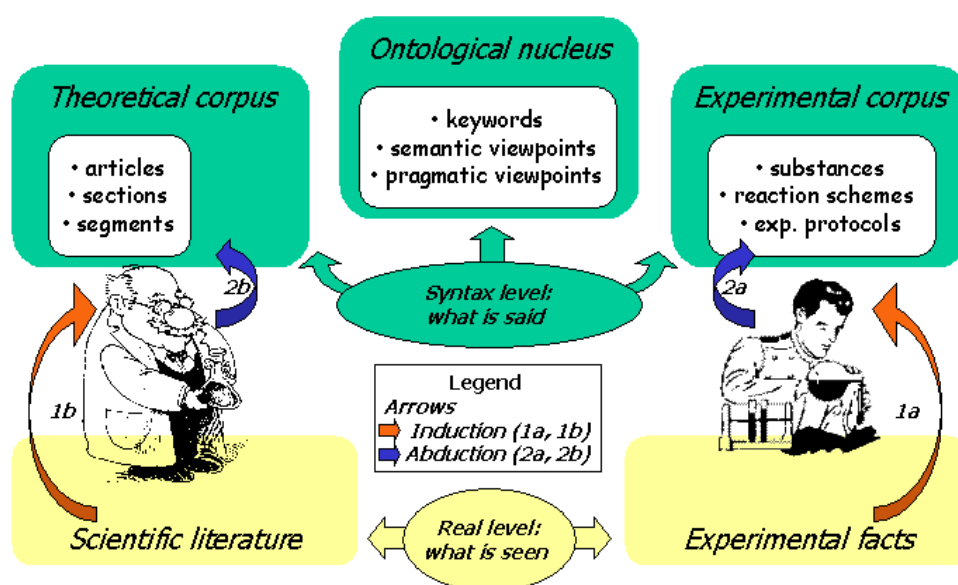 Ontological nucleus
• keywords
• semantic viewpoints
• pragmatic viewpoints
Theoretical corpus
• articles
• sections
• segments
Experimental corpus
• substances
• reaction schemes
• exp. protocols
2b
2a
Syntax level:
what is said
1b
1a
Legend
Arrows
Induction (1a, 1b)
Abduction (2a, 2b)
Scientific literature
Real level:
what is seen
Experimental facts